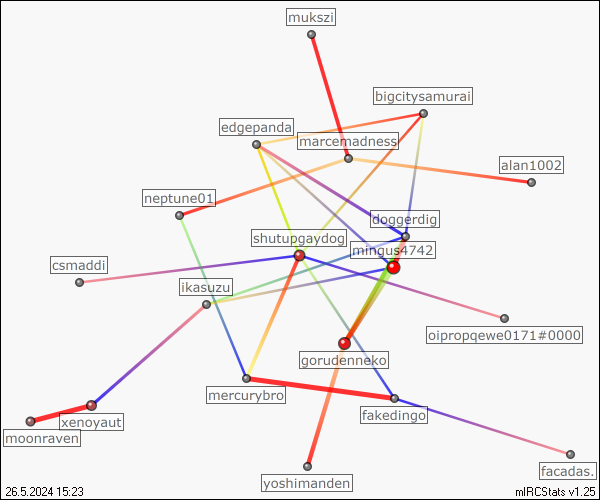 mukszi
bigcitysamurai
edgepanda
marcemadness
alan1002
neptune01
doggerdig
shutupgaydog
mingus4742
csmaddi
ikasuzu
oipropqewe0171#0000
gorudenneko
mercurybro
fakedingo
xenoyaut
moonraven
facadas.
yoshimanden
26.5.2024 15:23
mIRCStats v1.25